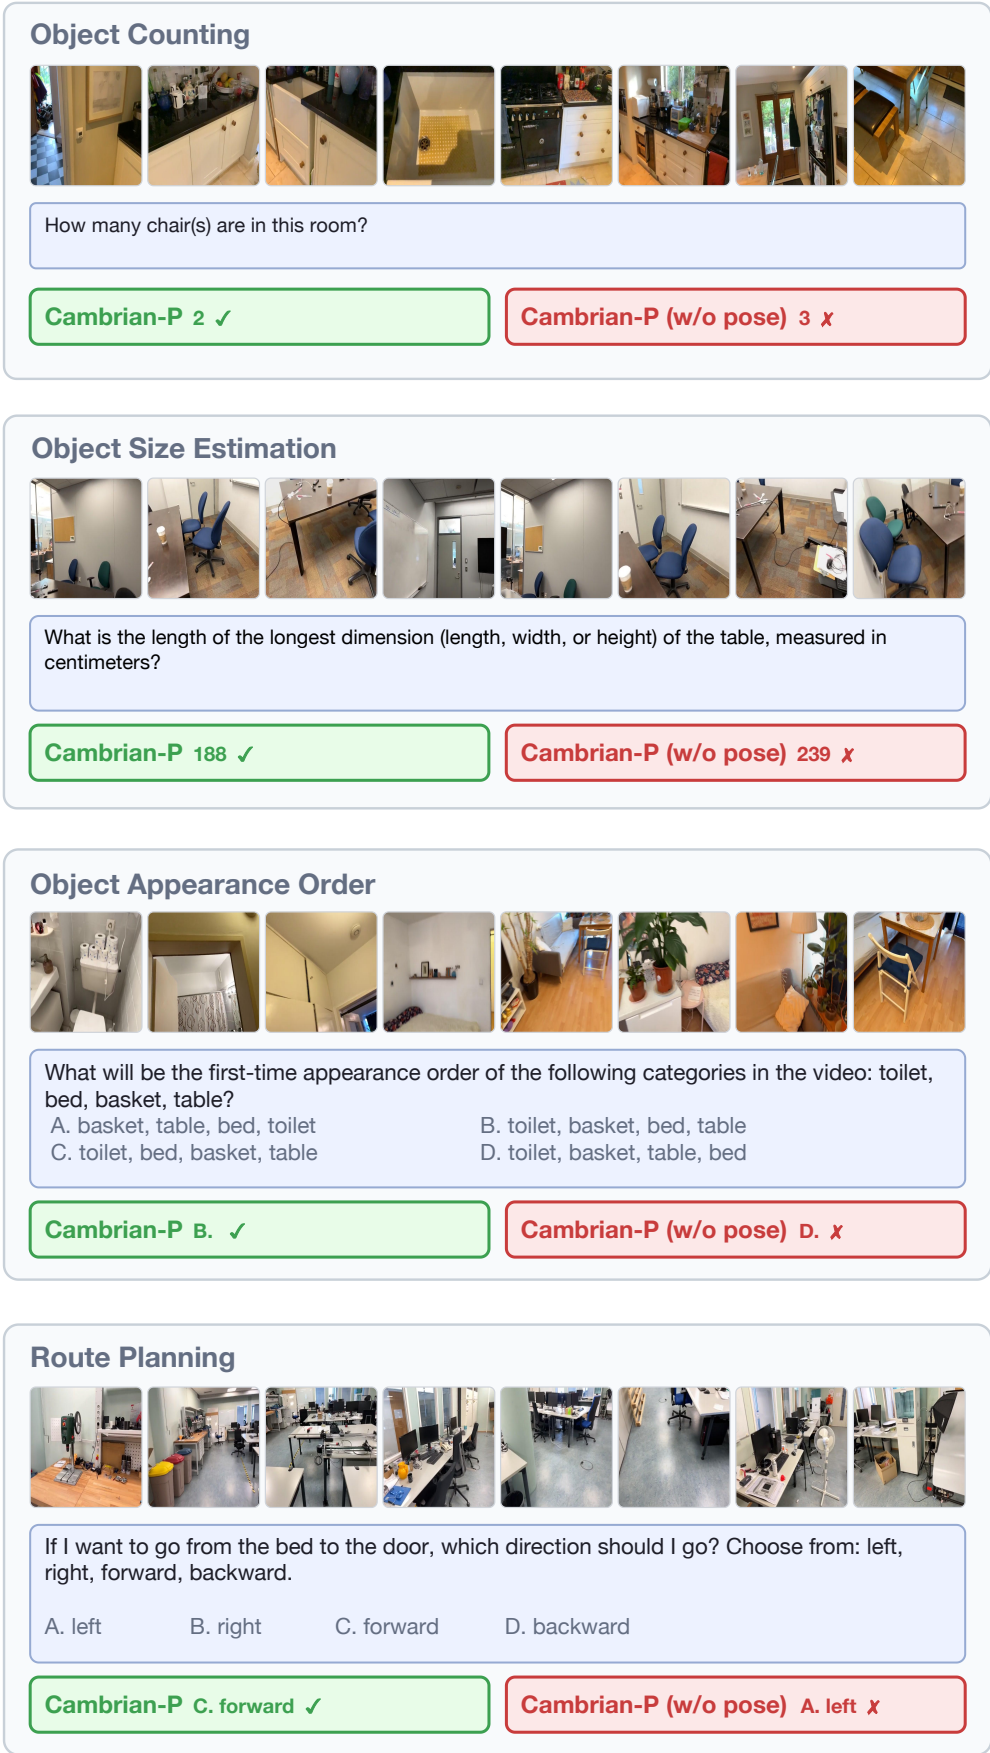 Object Counting
How many chair(s) are in this room?
Cambrian-P 2 ✓
Cambrian-P (w/o pose) 3 ✗
Object Size Estimation
What is the length of the longest dimension (length, width, or height) of the table, measured in
centimeters?
Cambrian-P 188 ✓
Cambrian-P (w/o pose) 239 ✗
Object Appearance Order
What will be the first-time appearance order of the following categories in the video: toilet,
bed, basket, table?
A. basket, table, bed, toilet
B. toilet, basket, bed, table
C. toilet, bed, basket, table
D. toilet, basket, table, bed
Cambrian-P B. ✓
Cambrian-P (w/o pose) D. ✗
Route Planning
If I want to go from the bed to the door, which direction should I go? Choose from: left,
right, forward, backward.
A. left B. right C. forward D. backward
Cambrian-P C. forward ✓
Cambrian-P (w/o pose) A. left ✗